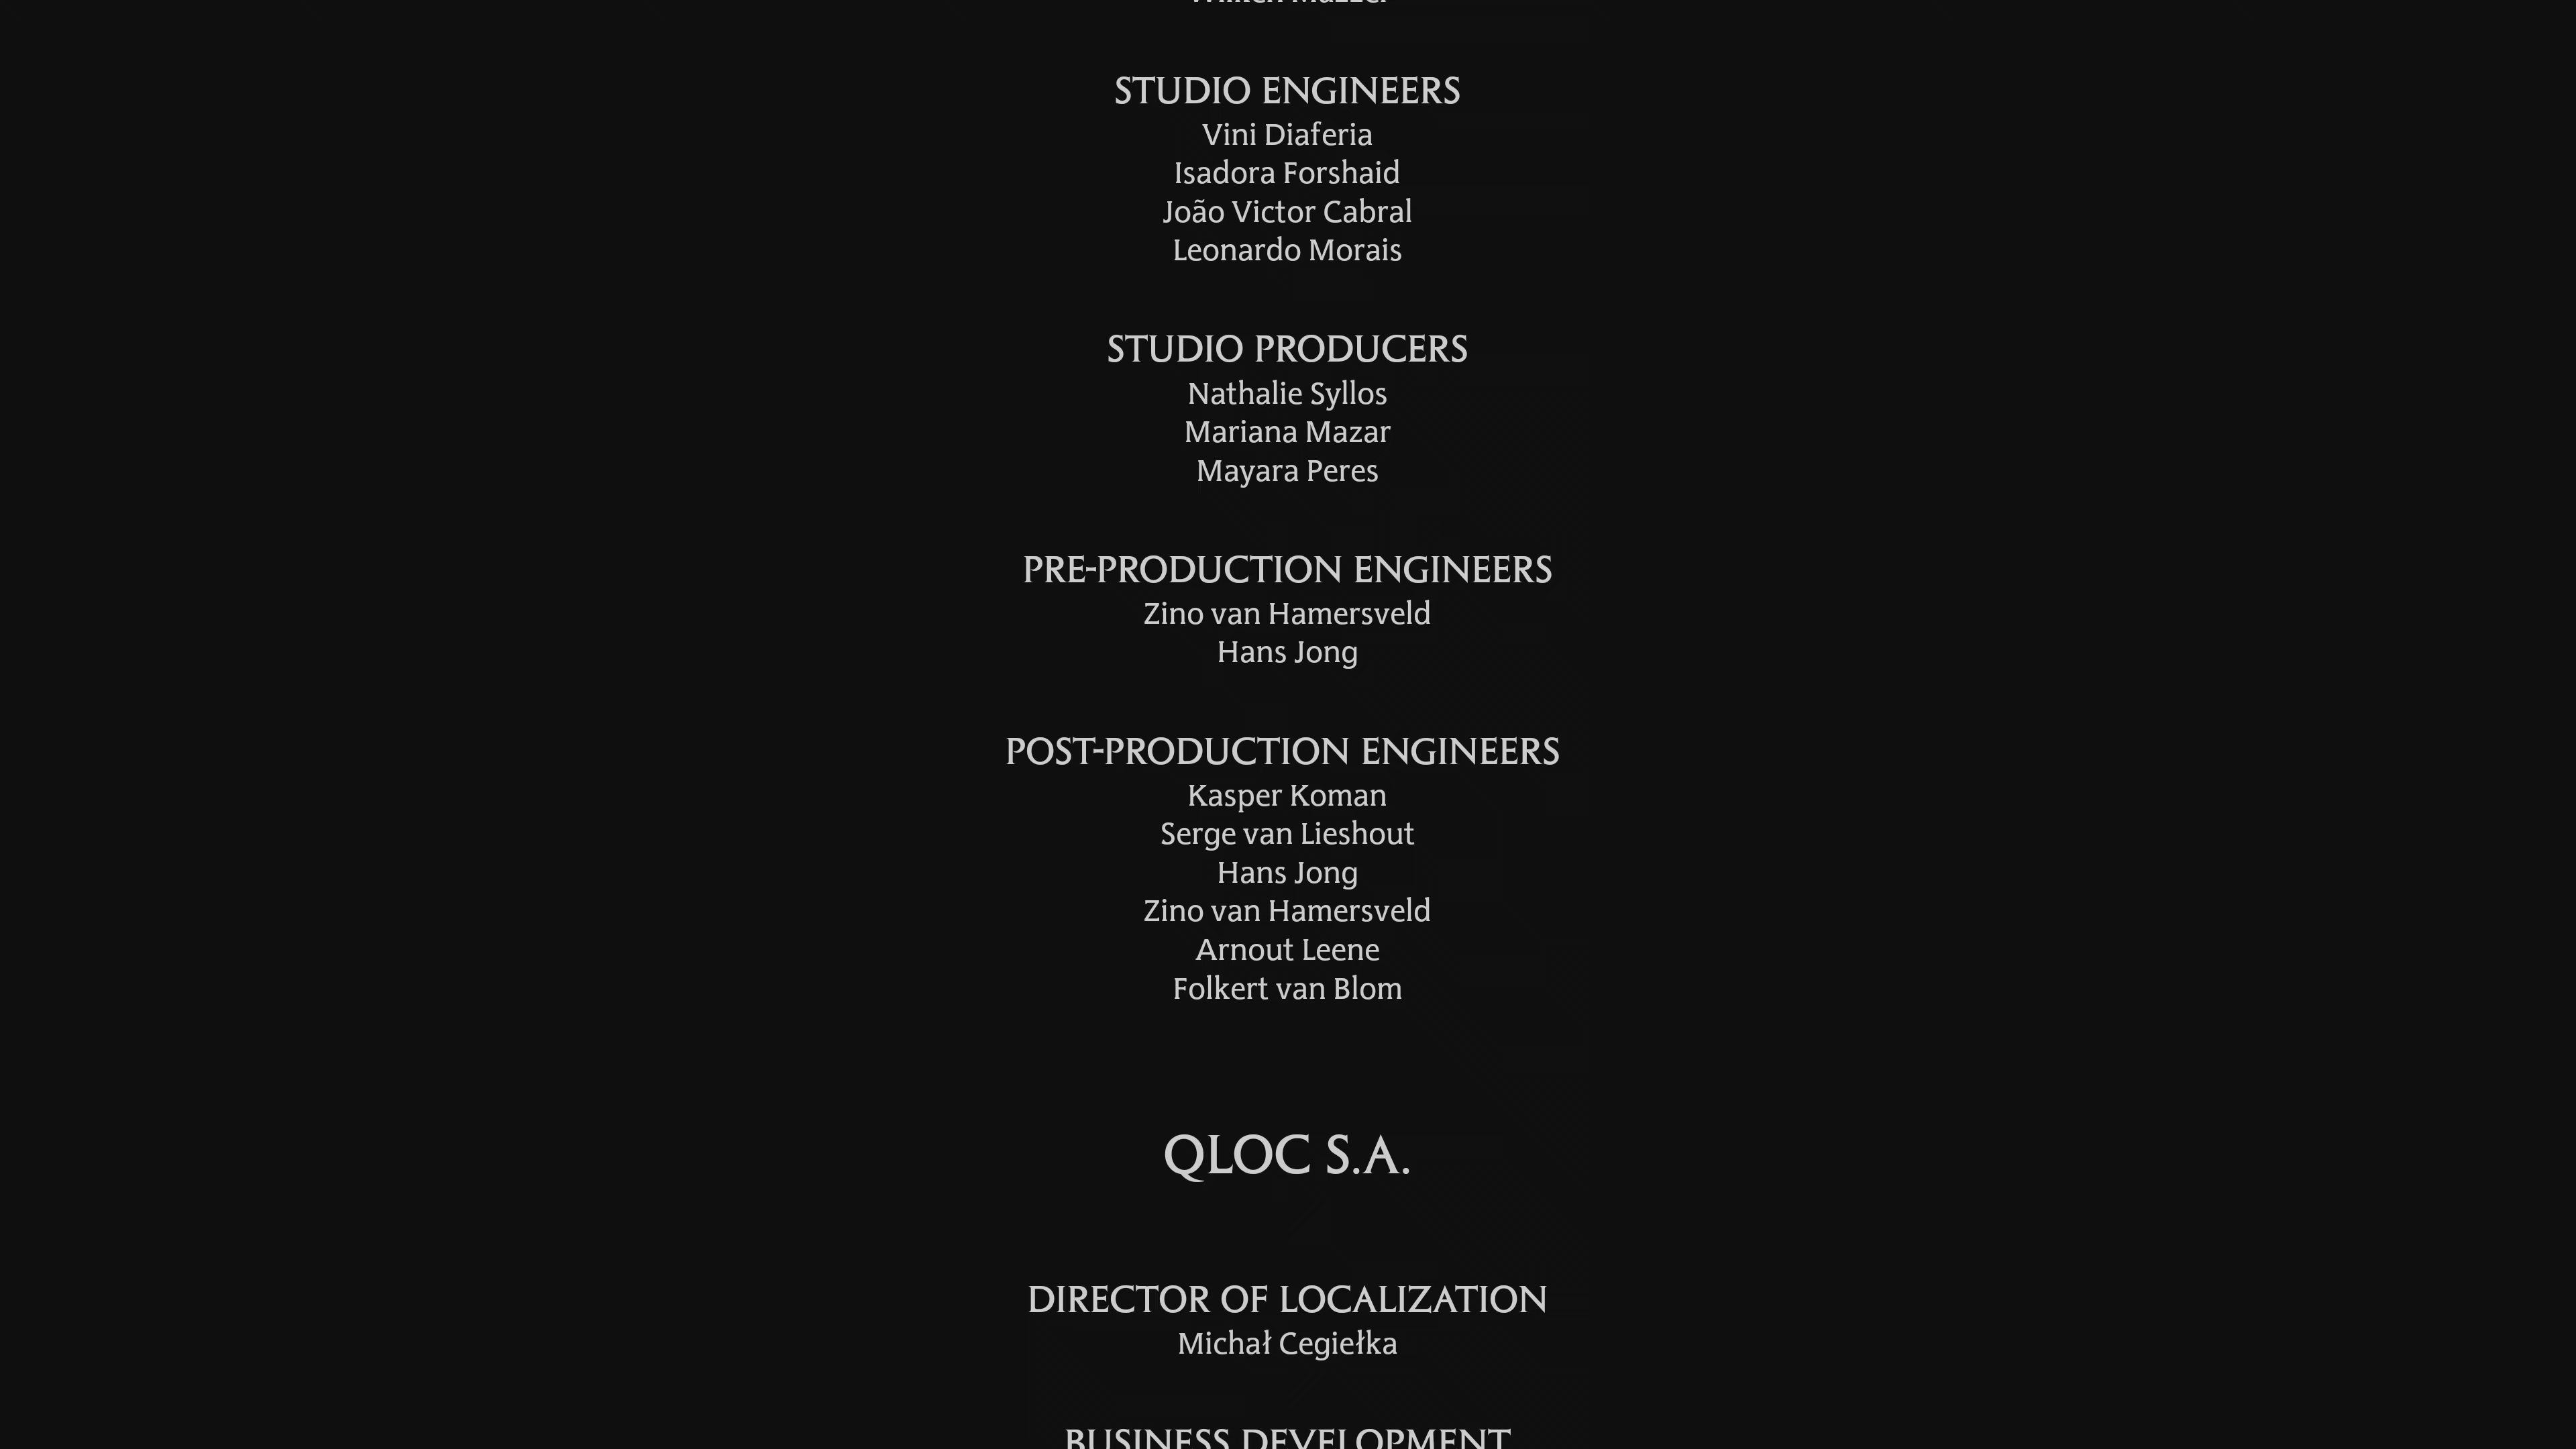 STUDIO ENGINEERS
Vini Diaferia
Isadora Forshaid
João Victor Cabral
Leonardo Morais
STUDIO PRODUCERS
Nathalie Syllos
Mariana Mazar
Mayara Peres
PRE-PRODUCTION ENGINEERS
Zino van Hamersveld
Hans Jong
POST-PRODUCTION ENGINEERS
Kasper Koman
Serge van Lieshout
Hans Jong
Zino van Hamersveld
Arnout Leene
Folkert van Blom
QLOC S.A.
DIRECTOR OF LOCALIZATION
Michał Cegiełka
BUSINESS DEVELOPMENT